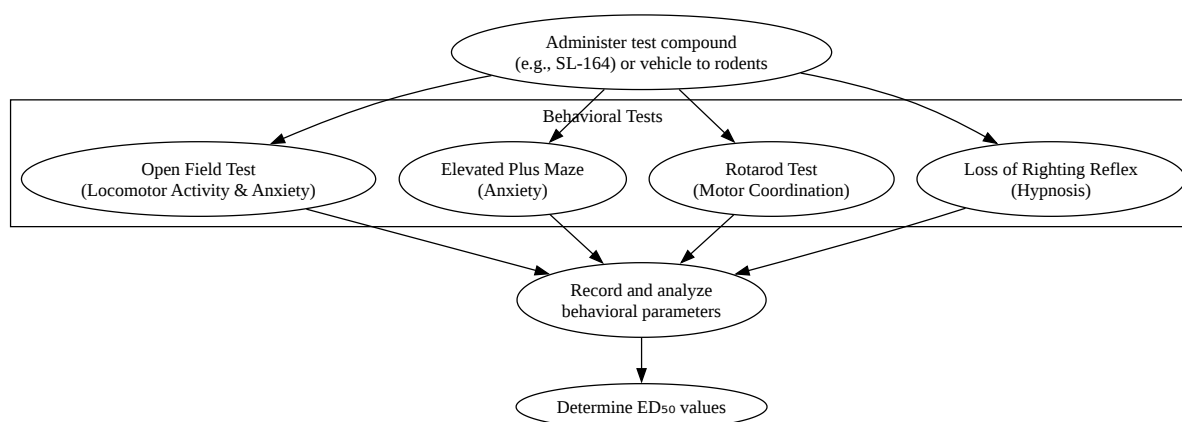 Administer test compound
(e.g., SL-164) or vehicle to rodents
Behavioral Tests
Open Field Test
(Locomotor Activity & Anxiety)
Elevated Plus Maze
(Anxiety)
Rotarod Test
(Motor Coordination)
Loss of Righting Reflex
(Hypnosis)
Record and analyze
behavioral parameters
Determine ED₅₀ values